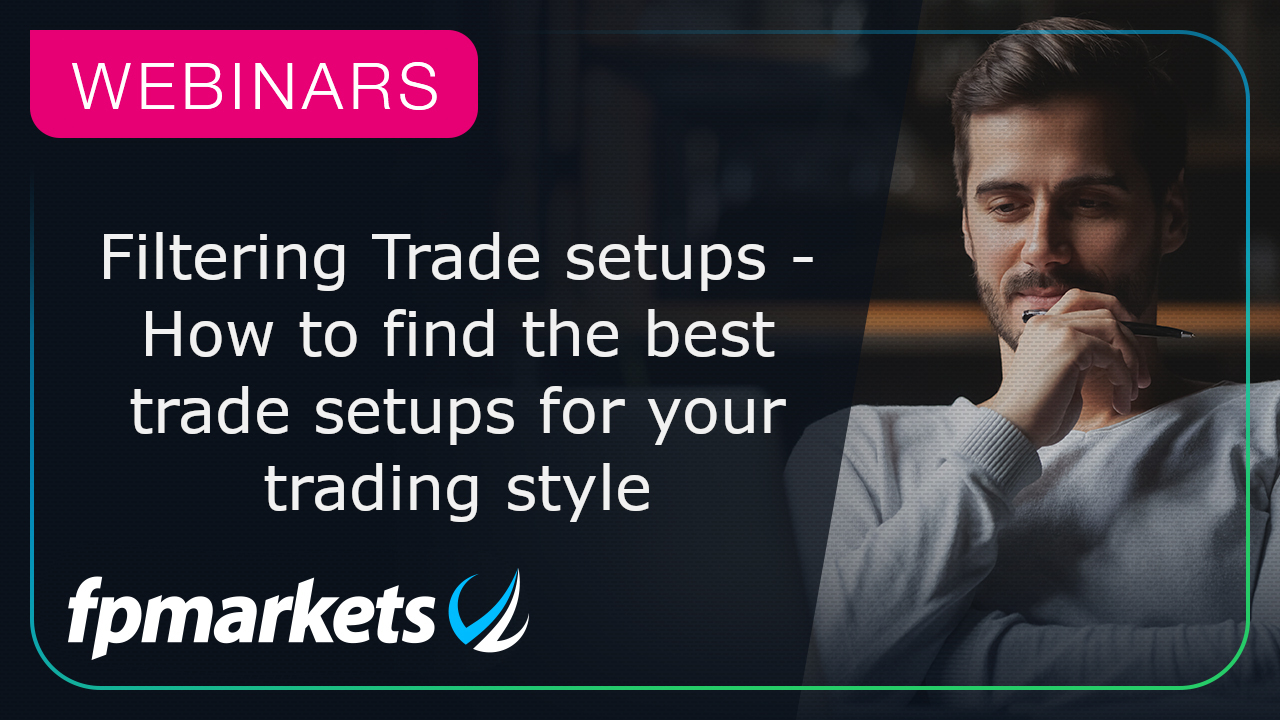 WEBINARS
Filtering Trade setups -
How to find the best
trade setups for your
trading style
fpmarkets